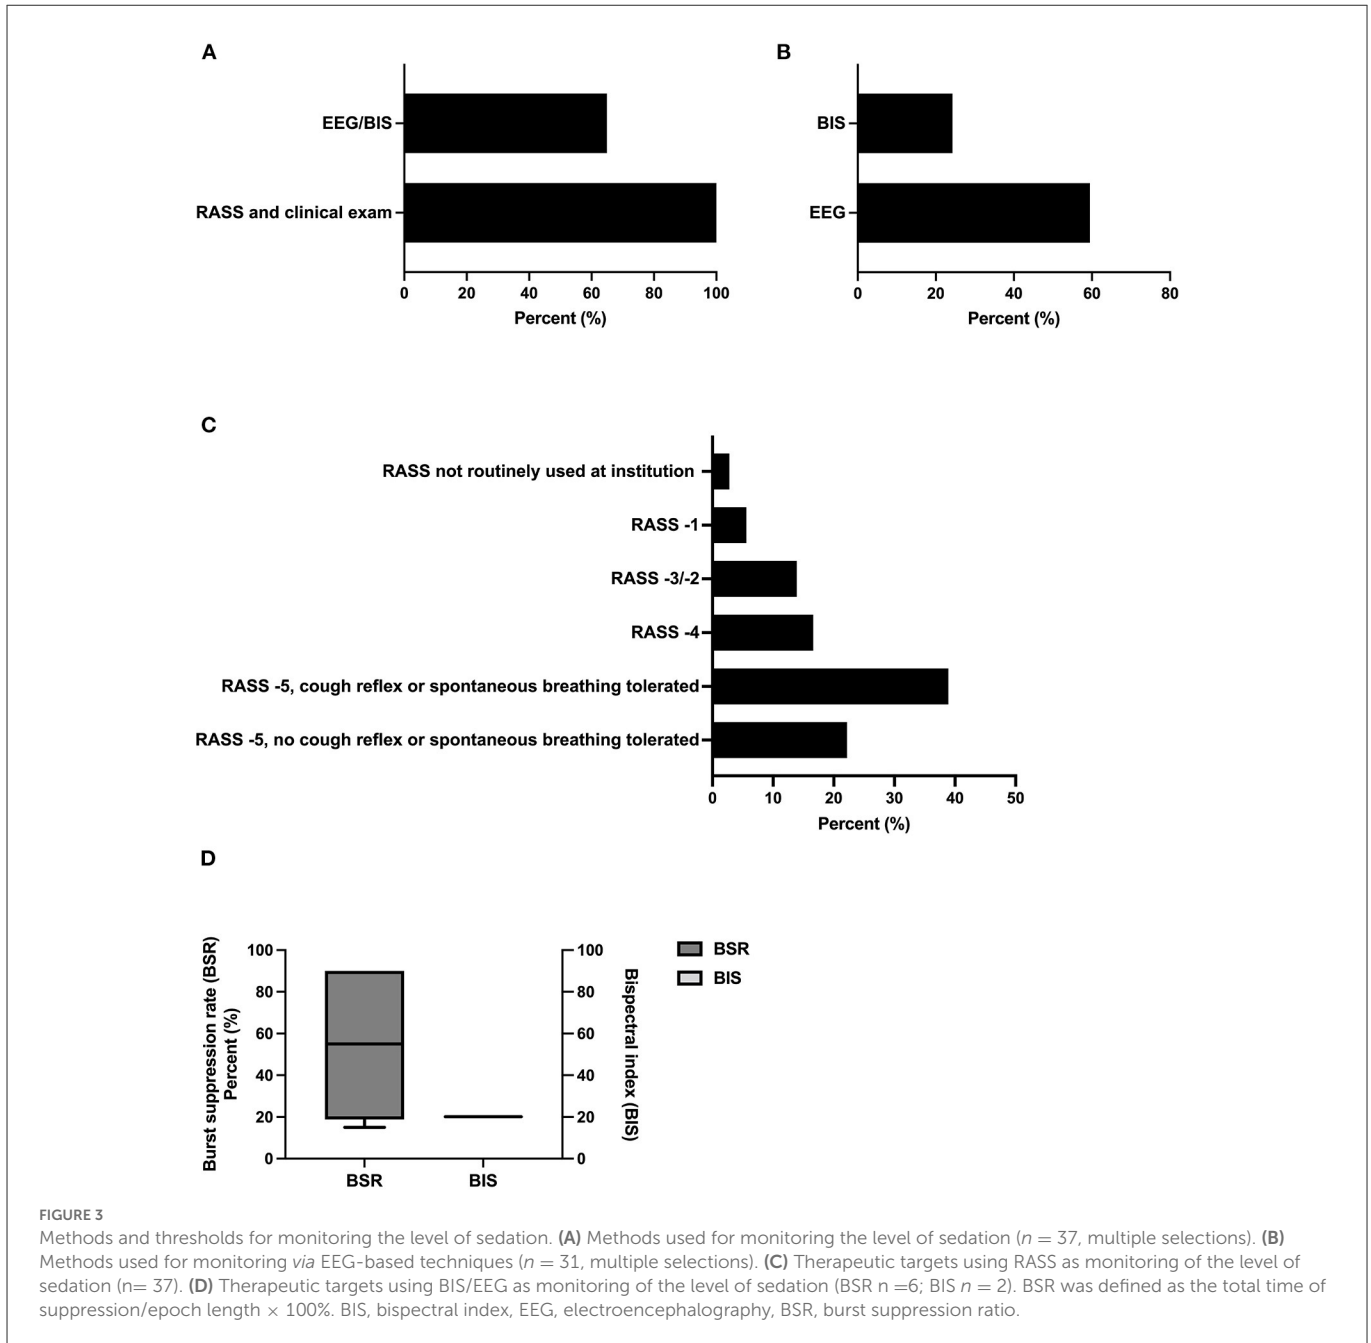 A
EEG/BIS
RASS and clinical exam
0 20 40 60 80 100
Percent (%)
B
BIS
EEG
0 20 40 60 80
Percent (%)
C
RASS not routinely used at institution
RASS -1
RASS -3/-2
RASS -4
RASS -5, cough reflex or spontaneous breathing tolerated
RASS -5, no cough reflex or spontaneous breathing tolerated
0 10 20 30 40 50
Percent (%)
D
Burst suppression rate (BSR)
Percent (%)
100
80
60
40
20
0
BSR BIS
100
80
60
40
20
0
Bispectral index (BIS)
BSR
BIS
FIGURE 3
Methods and thresholds for monitoring the level of sedation. (A) Methods used for monitoring the level of sedation (n = 37, multiple selections). (B)
Methods used for monitoring via EEG-based techniques (n = 31, multiple selections). (C) Therapeutic targets using RASS as monitoring of the level of
sedation (n= 37). (D) Therapeutic targets using BIS/EEG as monitoring of the level of sedation (BSR n =6; BIS n = 2). BSR was defined as the total time of
suppression/epoch length × 100%. BIS, bispectral index, EEG, electroencephalography, BSR, burst suppression ratio.